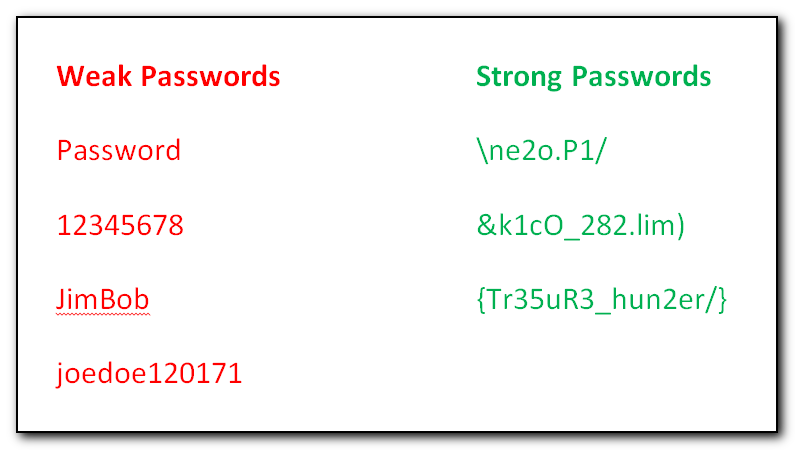 Weak Passwords
Password
12345678
JimBob
joedoe120171
Strong Passwords
\ne2o.P1/
&k1cO_282.lim)
{Tr35uR3_hun2er/}